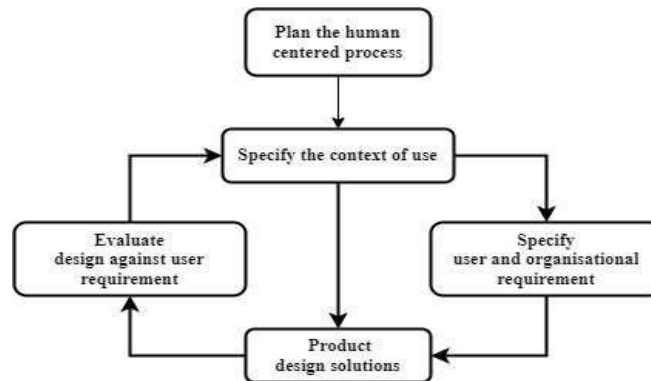 Plan the human
centered process
Specify the context of use
Evaluate
design against user
requirement
Specify
user and organisational
requirement
Product
design solutions